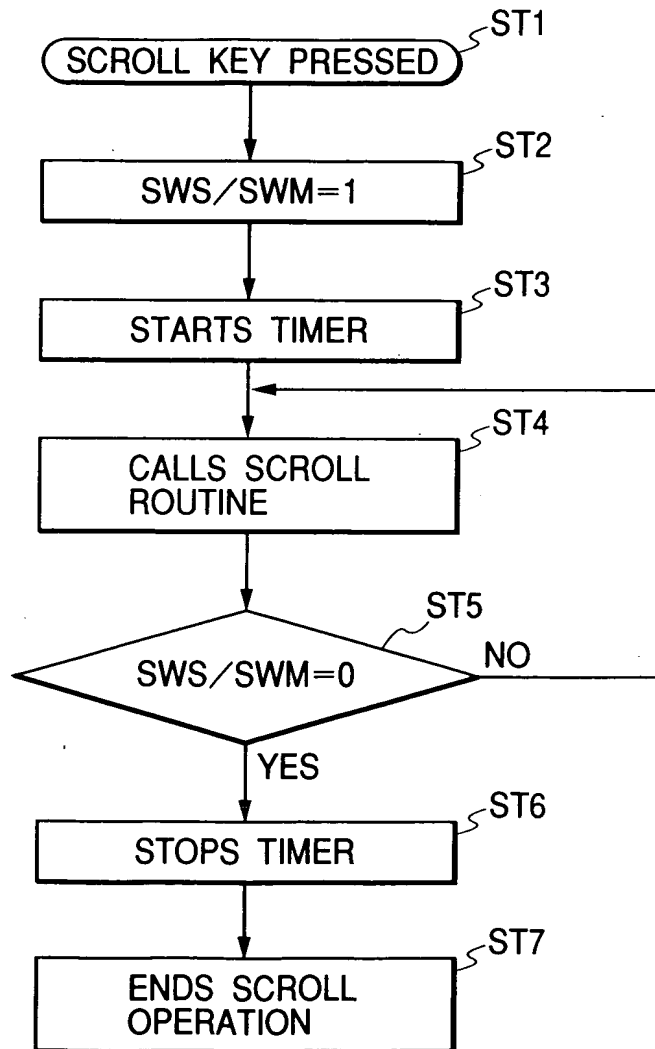 ST1
SCROLL KEY PRESSED
ST2
SWS/SWM=1
ST3
STARTS TIMER
ST4
CALLS SCROLL
ROUTINE
ST5
SWS/SWM=0
NO
YES
ST6
STOPS TIMER
ST7
ENDS SCROLL
OPERATION